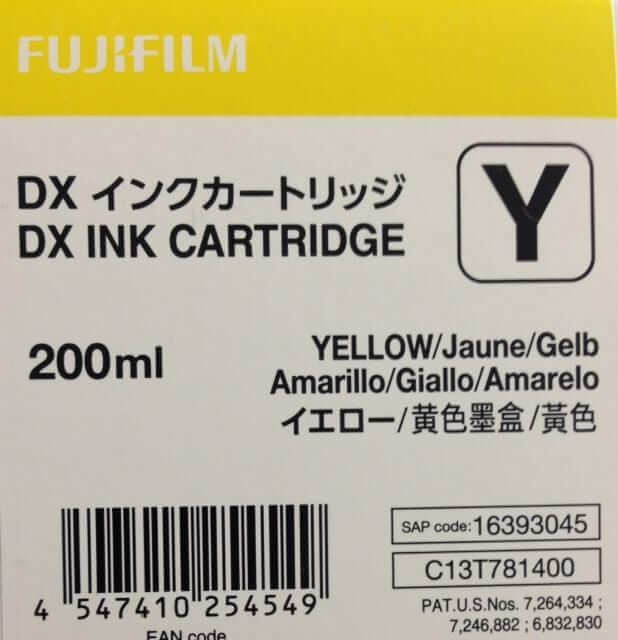 FUJIFILM
DX インクカートリッジ
DX INK CARTRIDGE
Y
200ml
YELLOW/Jaune/Gelb
Amarillo/Giallo/Amarelo
イエロー/黄色墨盒/黃色
SAP code: 16393045
C13T781400
4 547410 254549
EAN code
PAT.U.S.Nos. 7,264,334 ;
7,246,882 ; 6,832,830